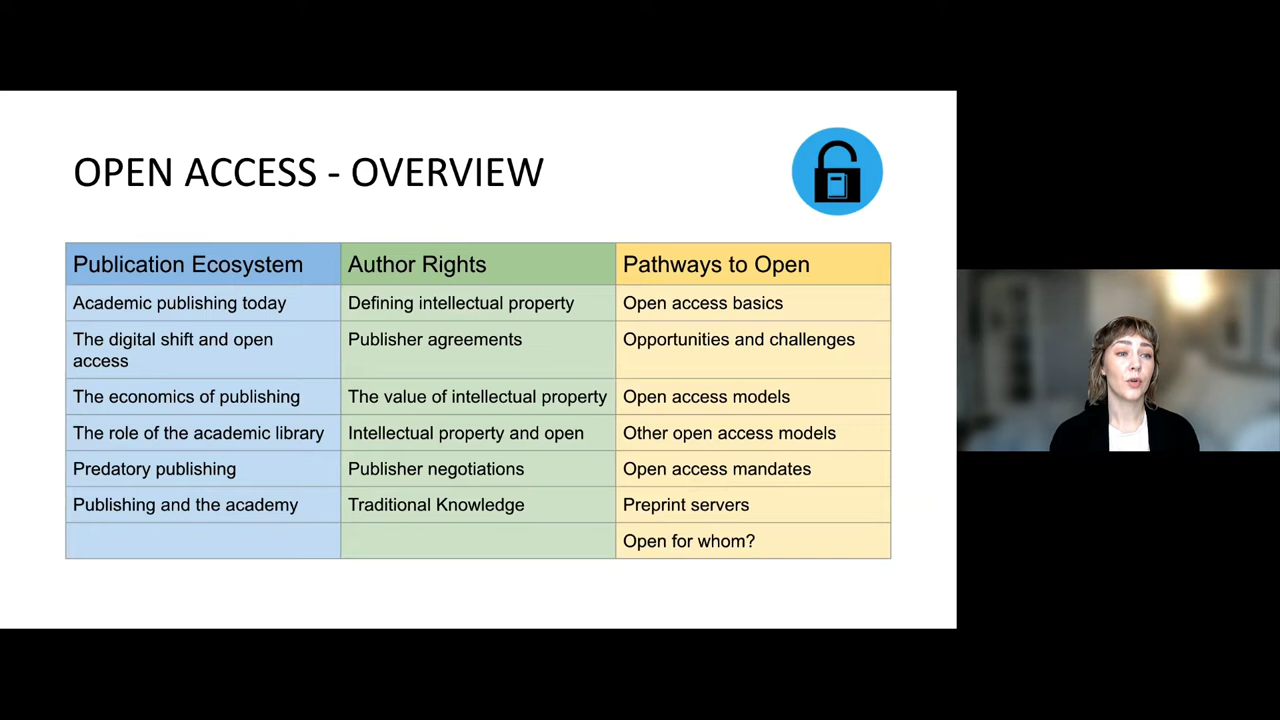 OPEN ACCESS - OVERVIEW
Publication Ecosystem
Author Rights
Pathways to Open
Academic publishing today
Defining intellectual property
Open access basics
The digital shift and open
access
Publisher agreements
Opportunities and challenges
The economics of publishing
The value of intellectual property
Open access models
The role of the academic library
Intellectual property and open
Other open access models
Predatory publishing
Publisher negotiations
Open access mandates
Publishing and the academy
Traditional Knowledge
Preprint servers
Open for whom?